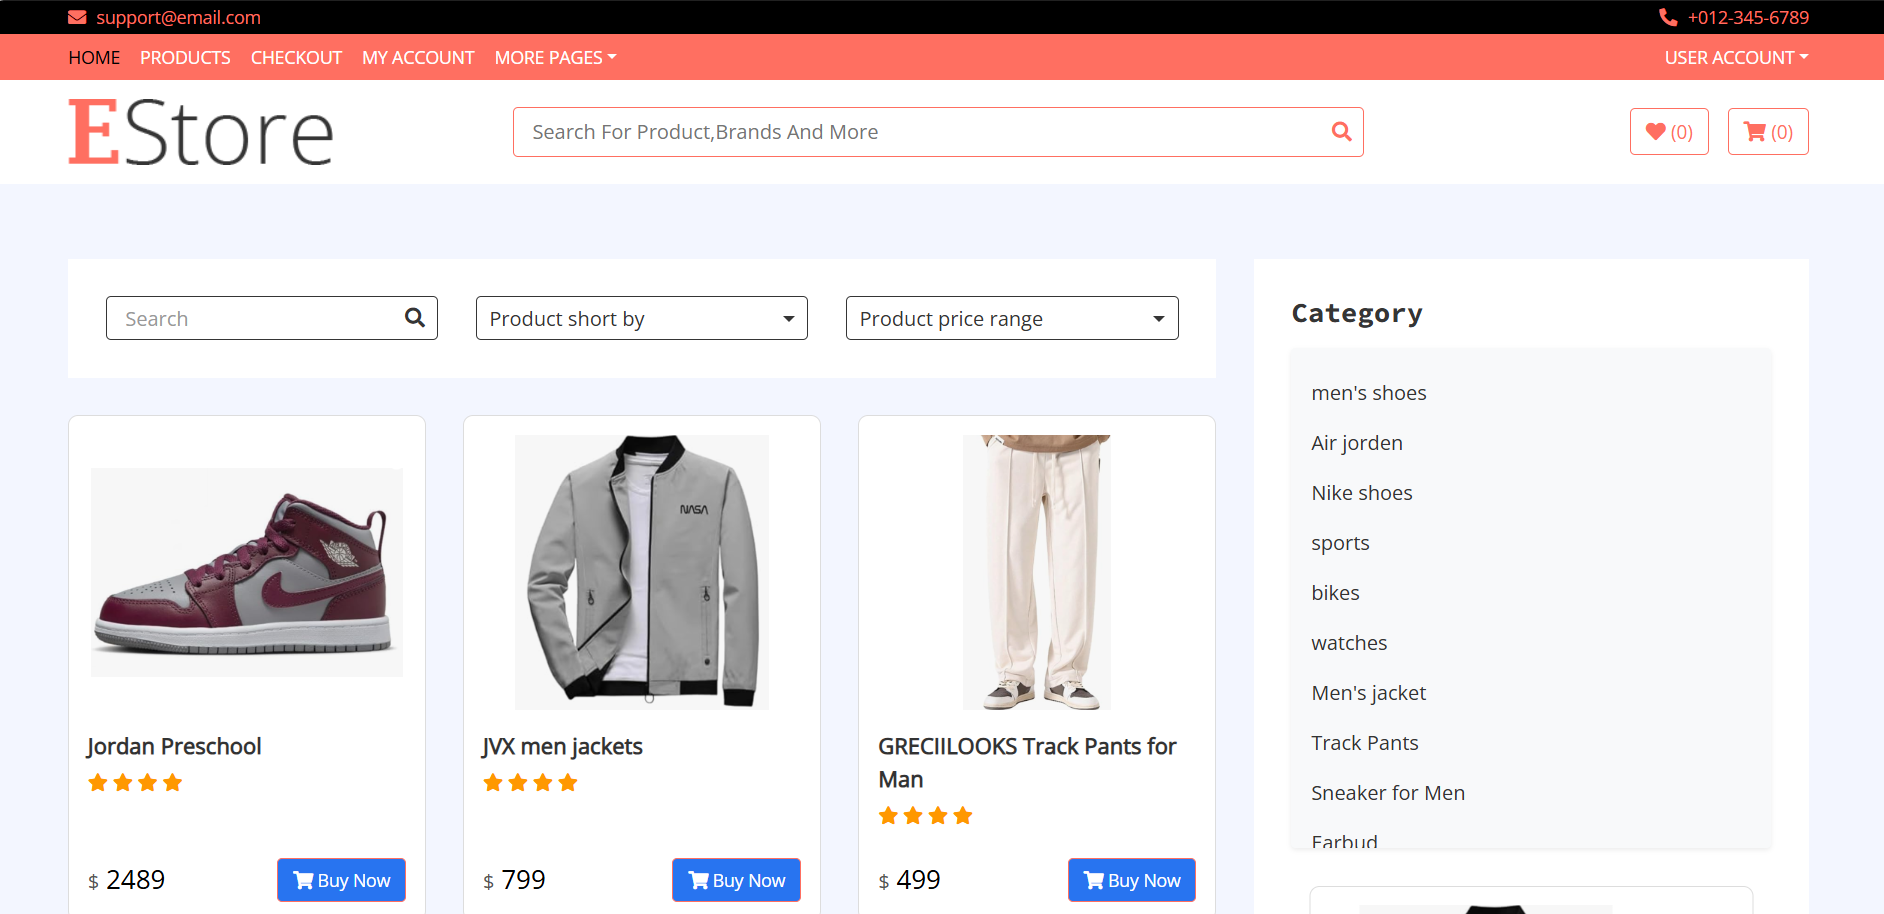 support@email.com
+012-345-6789
HOME PRODUCTS CHECKOUT MY ACCOUNT MORE PAGES
USER ACCOUNT
EStore
Search For Product,Brands And More
(0)
(0)
Search
Product short by
Product price range
NASA
Jordan Preschool
$ 2489
Buy Now
JVX men jackets
$ 799
Buy Now
GRECIILOOKS Track Pants for
Man
$ 499
Buy Now
Category
men's shoes
Air jorden
Nike shoes
sports
bikes
watches
Men's jacket
Track Pants
Sneaker for Men
Earbud